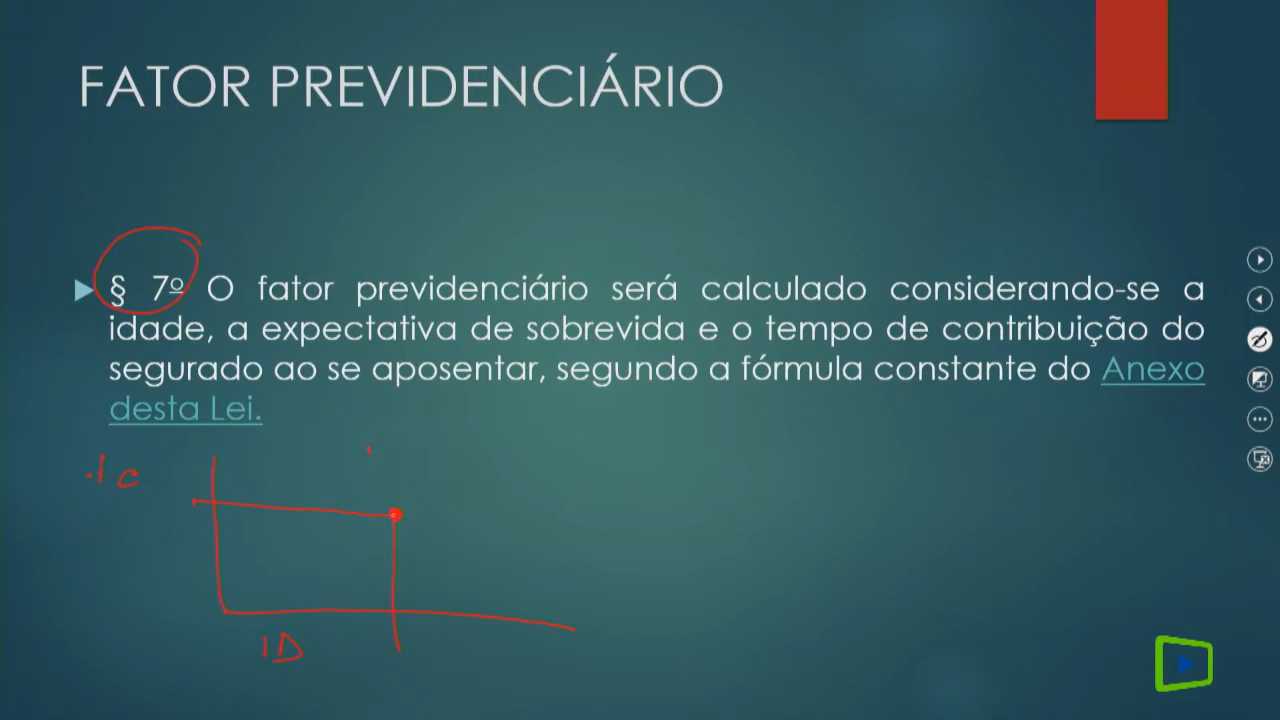 FATOR PREVIDENCIÁRIO
§ 7º O fator previdenciário será calculado considerando-se a
idade, a expectativa de sobrevida e o tempo de contribuição do
segurado ao se aposentar, segundo a fórmula constante do Anexo
desta Lei.
ID